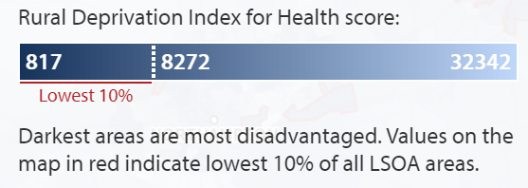 Rural Deprivation Index for Health score:
817 8272 32342
Lowest 10%
Darkest areas are most disadvantaged. Values on the
map in red indicate lowest 10% of all LSOA areas.